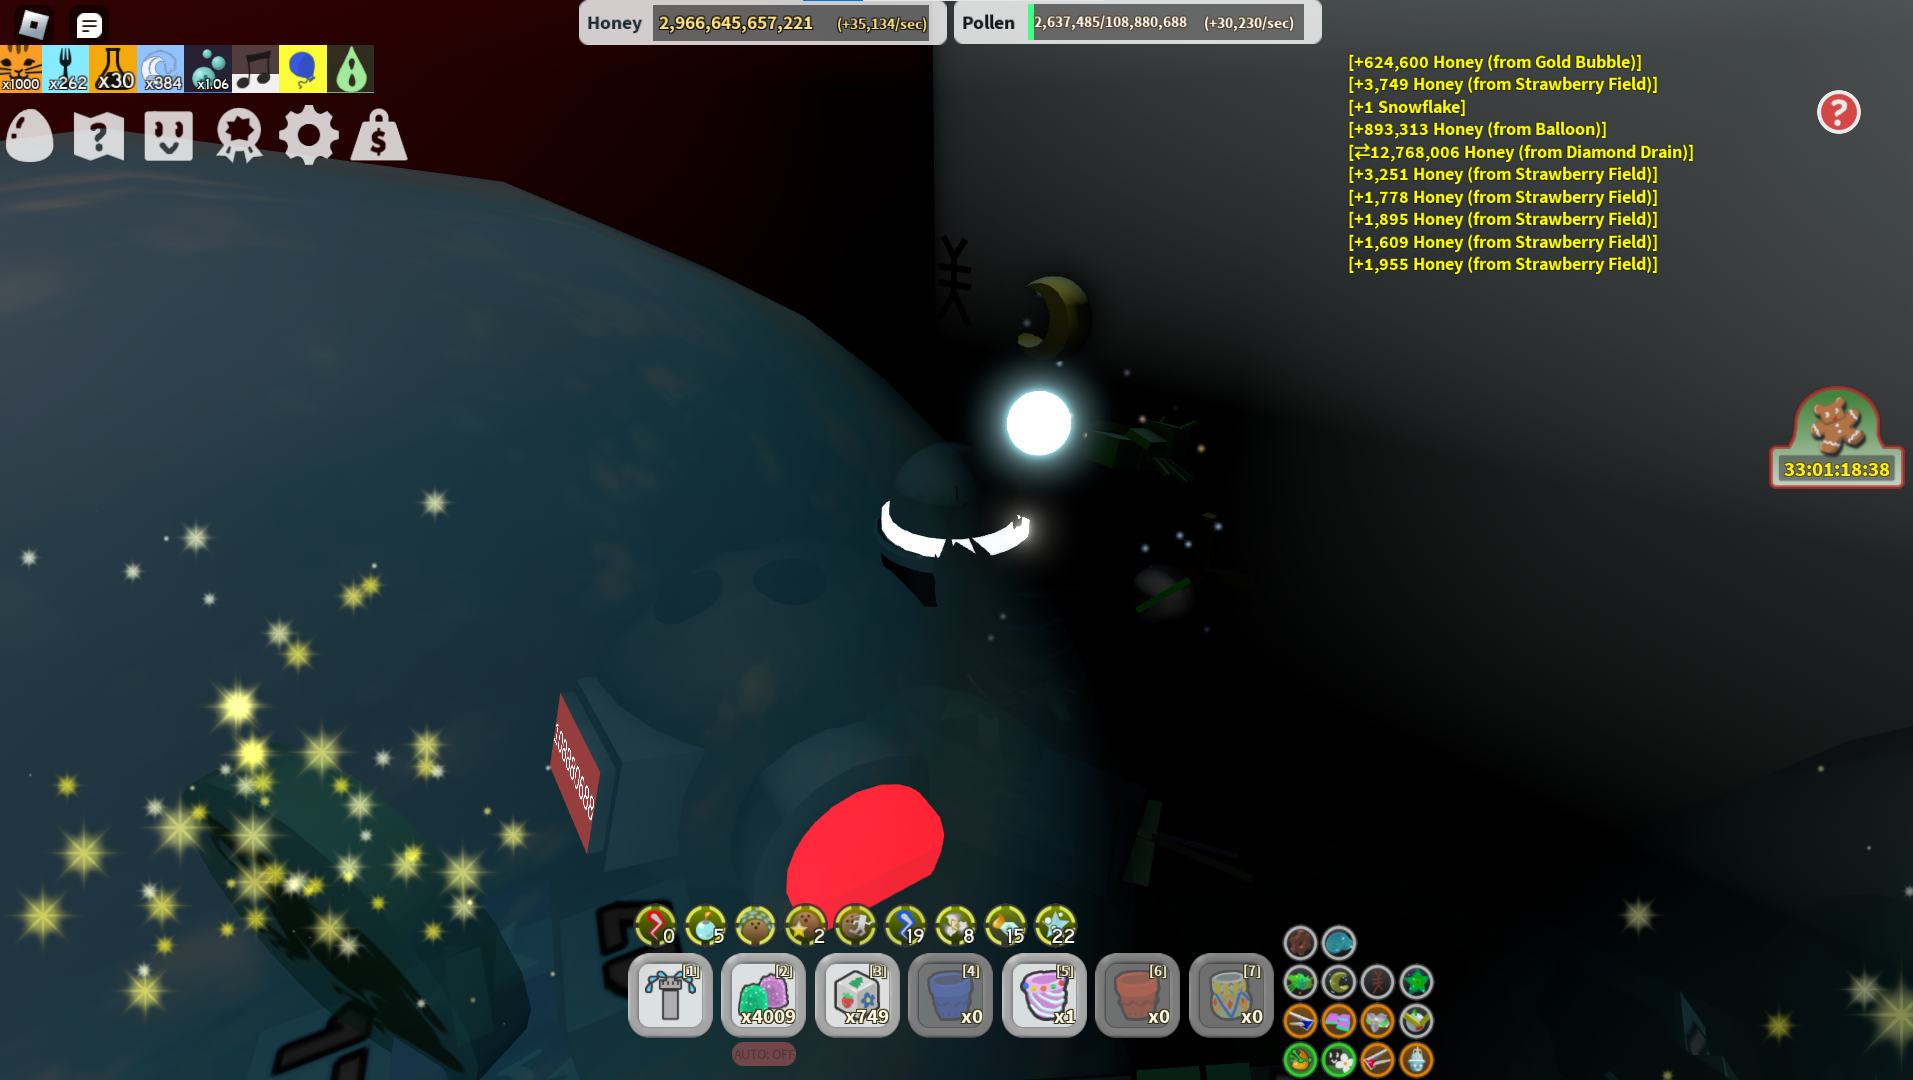 Honey 2,966,645,657,221 (+35,134/sec)
Pollen 2,637,485/108,880,688 (+30,230/sec)
x1000 x262 x30 x384 x1.06
[+624,600 Honey (from Gold Bubble)]
[+3,749 Honey (from Strawberry Field)]
[+1 Snowflake]
[+893,313 Honey (from Balloon)]
[⇄12,768,006 Honey (from Diamond Drain)]
[+3,251 Honey (from Strawberry Field)]
[+1,778 Honey (from Strawberry Field)]
[+1,895 Honey (from Strawberry Field)]
[+1,609 Honey (from Strawberry Field)]
[+1,955 Honey (from Strawberry Field)]
?
?
$
33:01:18:38
108880688
0 5 2 19 8 15 22
[1] [2] [3] [4] [5] [6] [7]
x4009 x749 x0 x1 x0 x0
AUTO: OFF